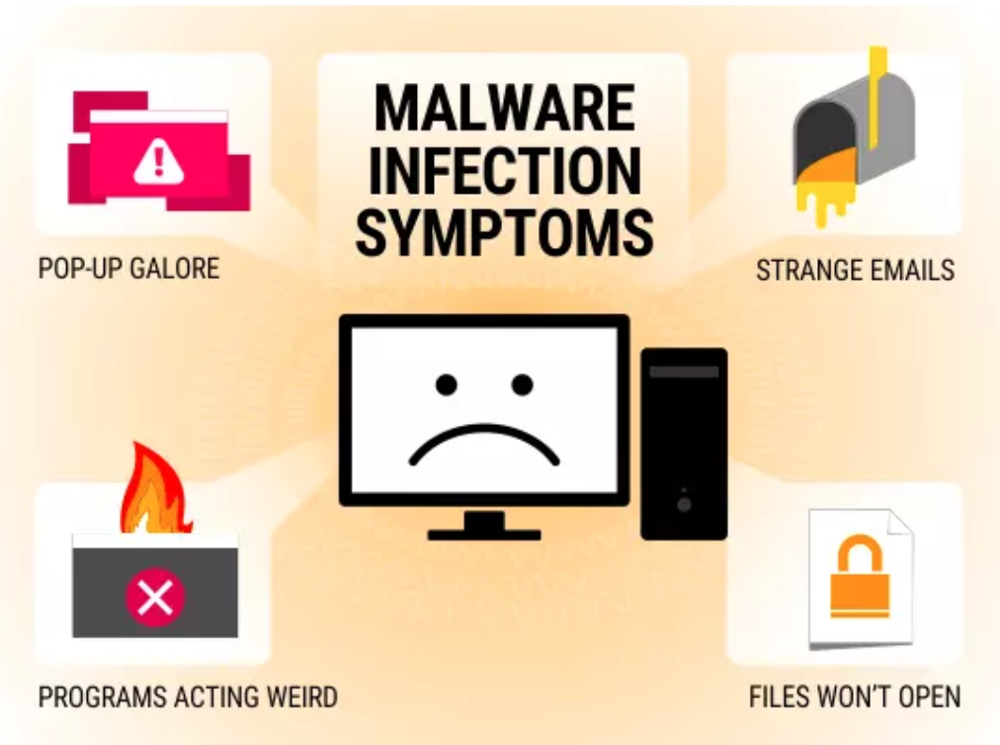 MALWARE
INFECTION
SYMPTOMS
POP-UP GALORE
STRANGE EMAILS
PROGRAMS ACTING WEIRD
FILES WON'T OPEN